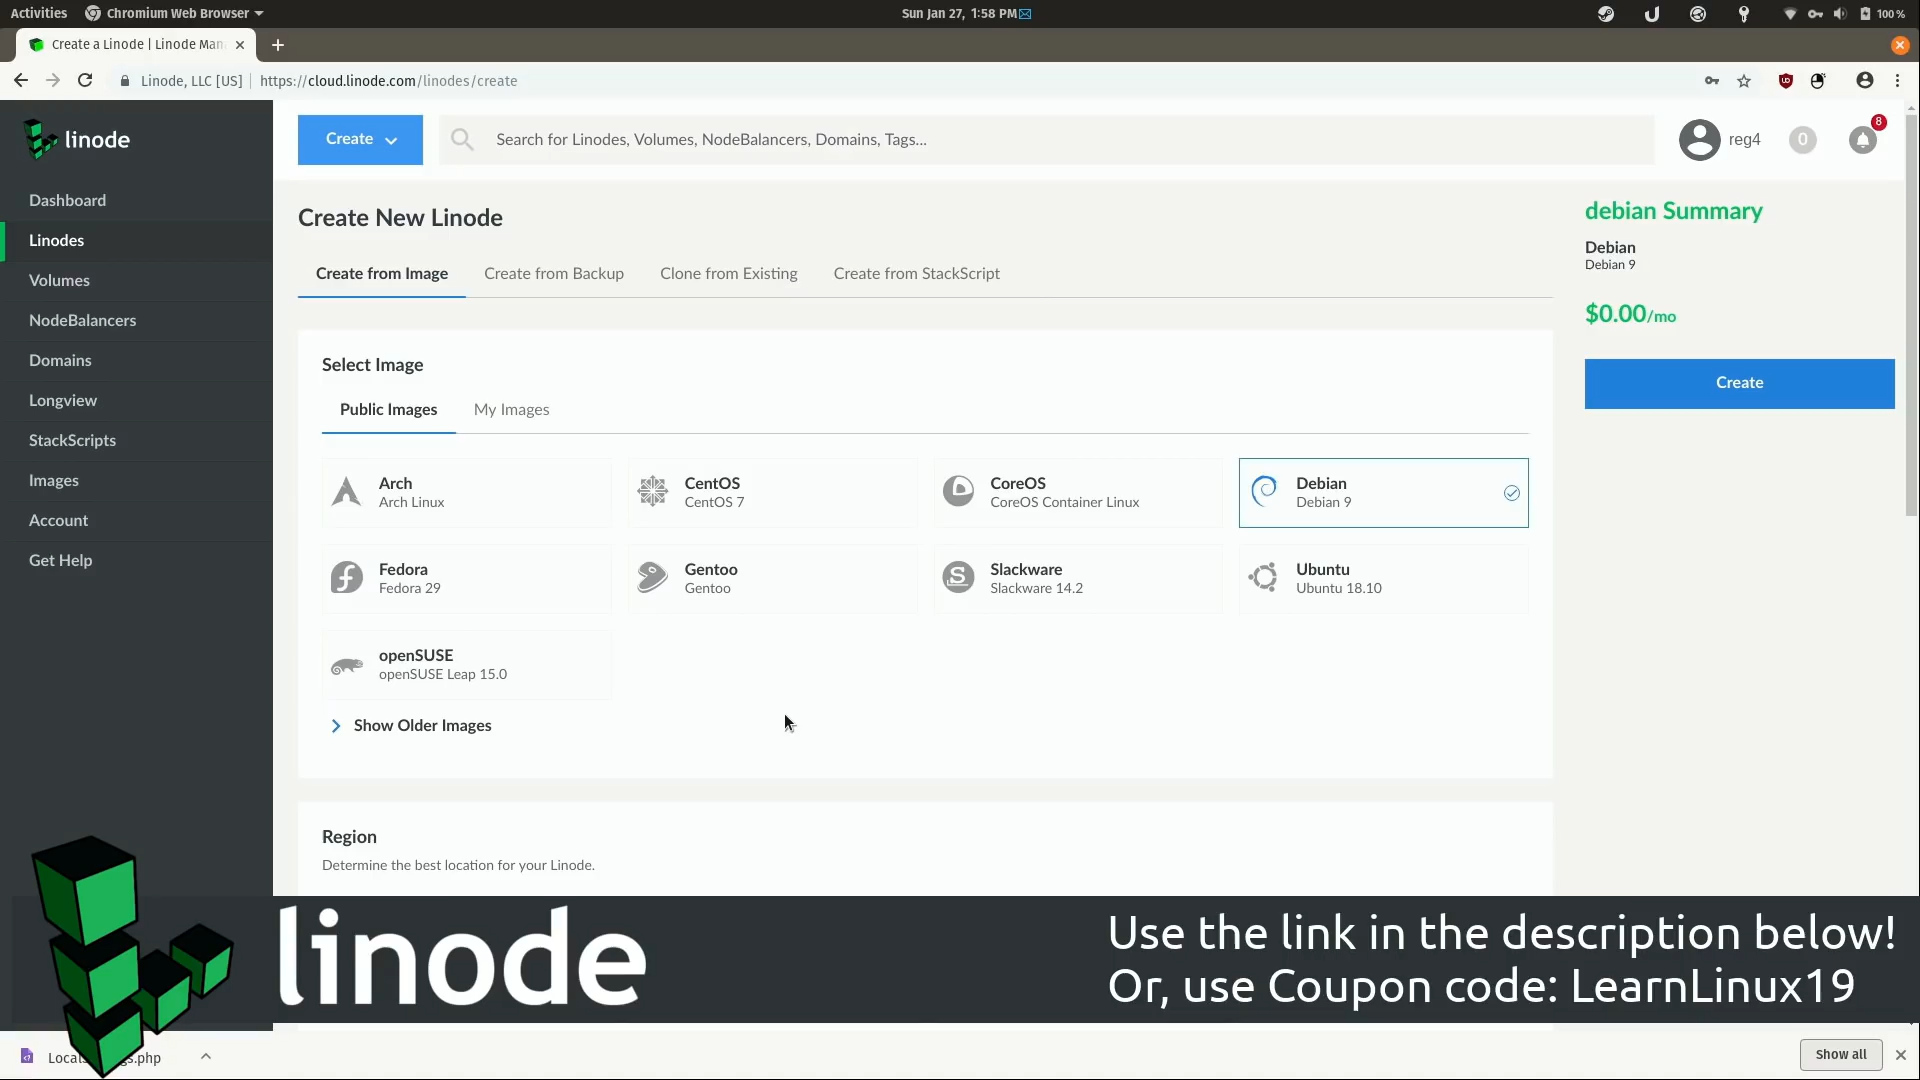 Activities
Chromium Web Browser
Sun Jan 27, 1:58 PM
100 %
Create a Linode | Linode Man
Linode, LLC [US]
https://cloud.linode.com/linodes/create
linode
Create
Search for Linodes, Volumes, NodeBalancers, Domains, Tags...
reg4
0
8
Dashboard
Linodes
Volumes
NodeBalancers
Domains
Longview
StackScripts
Images
Account
Get Help
Create New Linode
Create from Image
Create from Backup
Clone from Existing
Create from StackScript
Select Image
Public Images
My Images
Arch
Arch Linux
CentOS
CentOS 7
CoreOS
CoreOS Container Linux
Debian
Debian 9
Fedora
Fedora 29
Gentoo
Gentoo
Slackware
Slackware 14.2
Ubuntu
Ubuntu 18.10
openSUSE
openSUSE Leap 15.0
Show Older Images
Region
Determine the best location for your Linode.
debian Summary
Debian
Debian 9
$0.00/mo
Create
linode
Use the link in the description below!
Or, use Coupon code: LearnLinux19
Show all